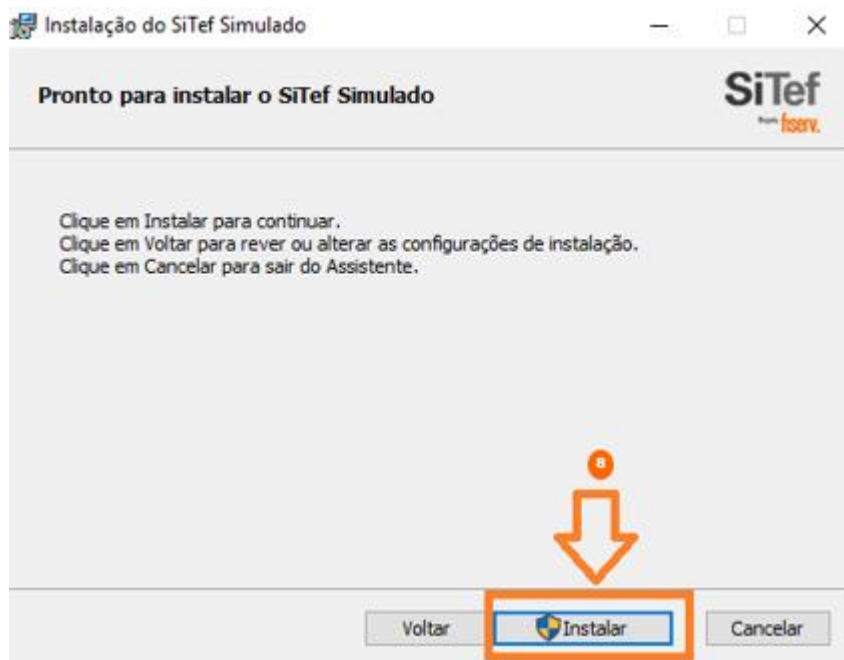 Instalação do SiTef Simulado
Pronto para instalar o SiTef Simulado
SiTef
from fiserv.
Clique em Instalar para continuar.
Clique em Voltar para rever ou alterar as configurações de instalação.
Clique em Cancelar para sair do Assistente.
8
Voltar
Instalar
Cancelar